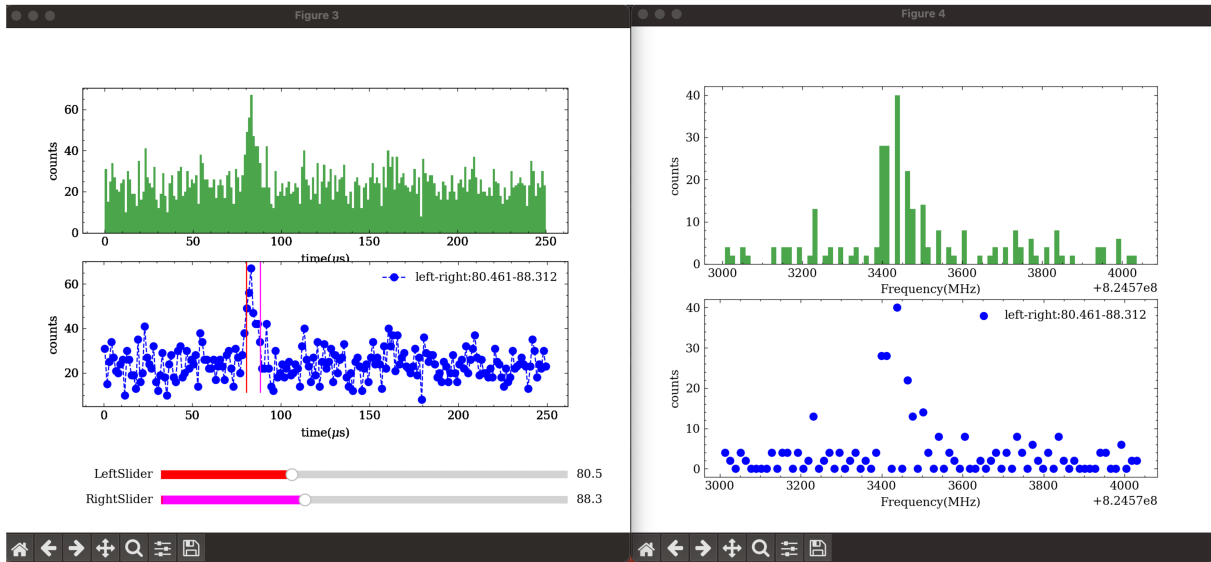 Figure 3
60
40
20
0
counts
0
50
100
150
200
250
time(μs)
60
40
20
counts
left-right:80.461-88.312
0
50
100
150
200
250
time(μs)
LeftSlider
80.5
RightSlider
88.3
Figure 4
40
30
20
10
0
counts
3000
3200
3400
3600
3800
4000
Frequency(MHz)
+8.2457e8
40
30
20
10
0
counts
left-right:80.461-88.312
3000
3200
3400
3600
3800
4000
Frequency(MHz)
+8.2457e8